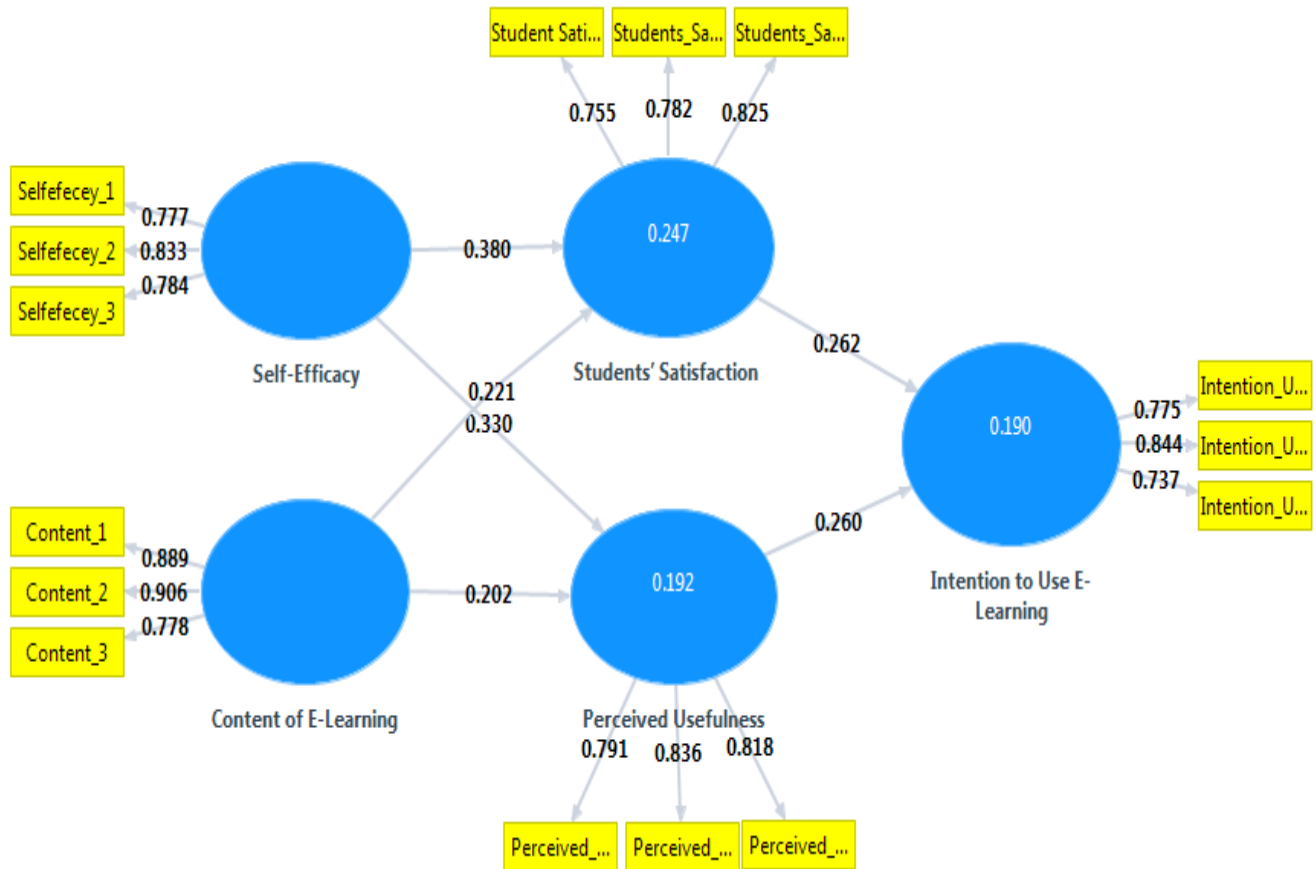 Student Sati...
Students_Sa...
Students_Sa...
0.755
0.782
0.825
Selfefecey_1
Selfefecey_2
Selfefecey_3
0.777
0.833
0.784
0.380
0.247
Self-Efficacy
Students' Satisfaction
0.221
0.330
0.262
0.190
Intention_U...
Intention_U...
Intention_U...
0.775
0.844
0.737
Intention to Use E-
Learning
0.260
Content_1
Content_2
Content_3
0.889
0.906
0.778
0.202
0.192
Content of E-Learning
Perceived Usefulness
0.791
0.836
0.818
Perceived_...
Perceived_...
Perceived_...